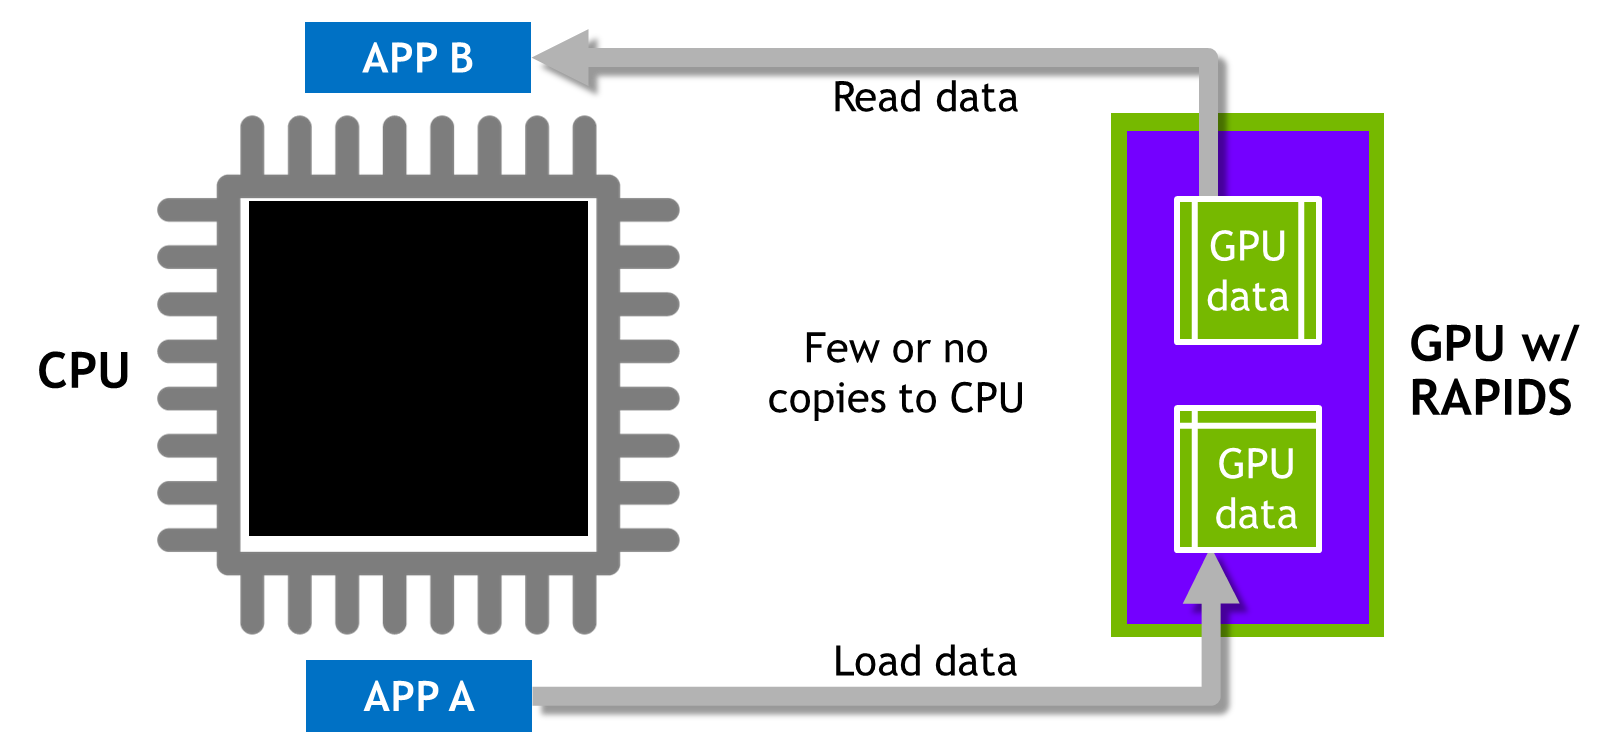 APP B
Read data
GPU
data
CPU
Few or no
copies to CPU
GPU w/
RAPIDS
GPU
data
Load data
APP A